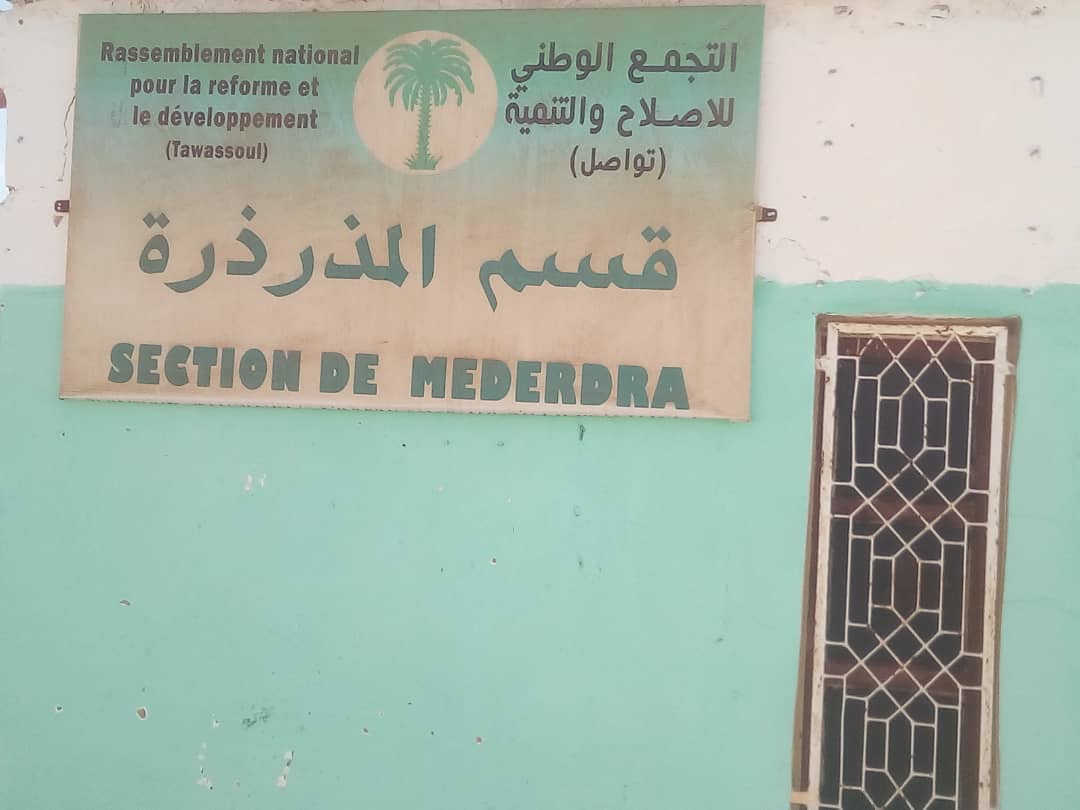 Rassemblement national
pour la reforme et
le développement
(Tawassoul)
التجمع الوطني
للاصلاح والتنمية
(تواصل)
قسم المذرذرة
SECTION DE MEDERDRA